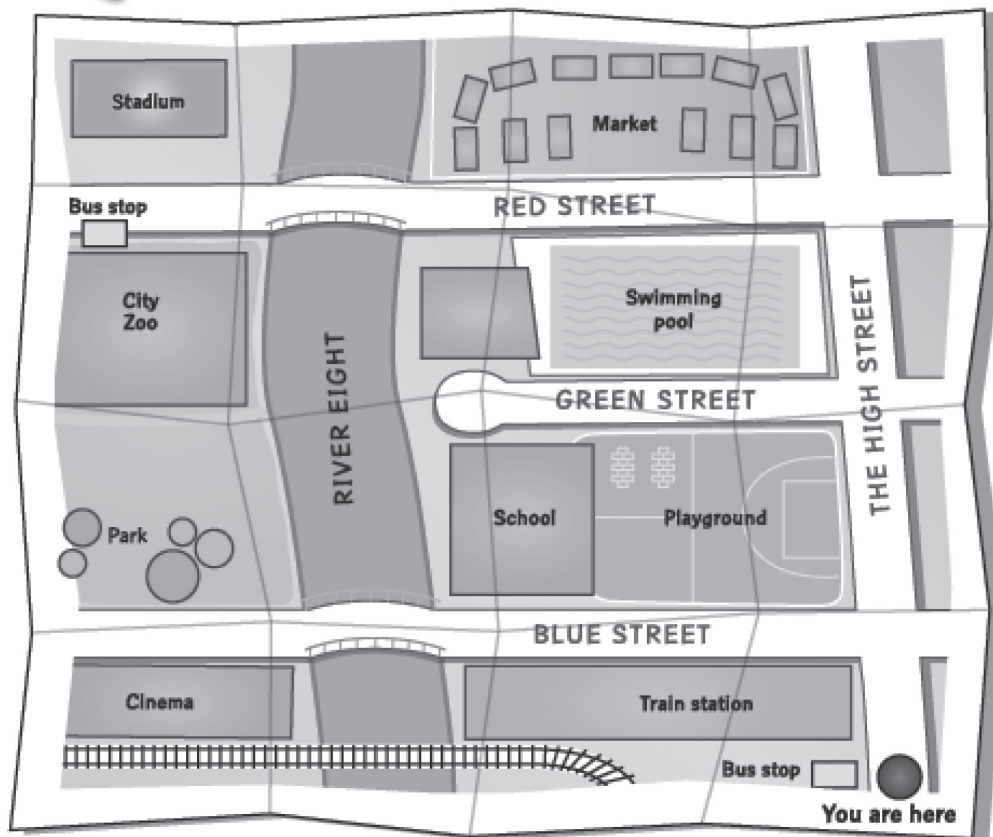 Stadium
Market
RED STREET
Bus stop
City
Zoo
Swimming
pool
THE HIGH STREET
RIVER EIGHT
GREEN STREET
Park
School
Playground
BLUE STREET
Cinema
Train station
Bus stop
You are here